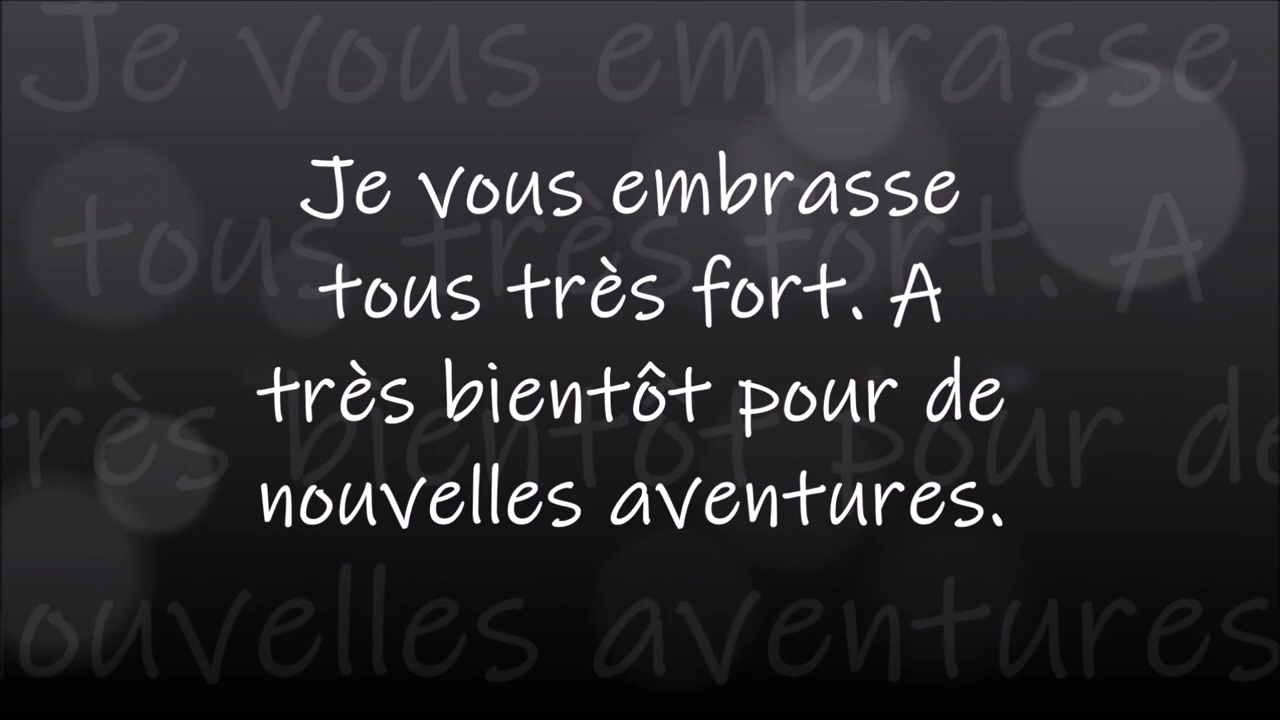 Je vous embrasse
tous très fort. A
très bientôt pour de
nouvelles aventures.